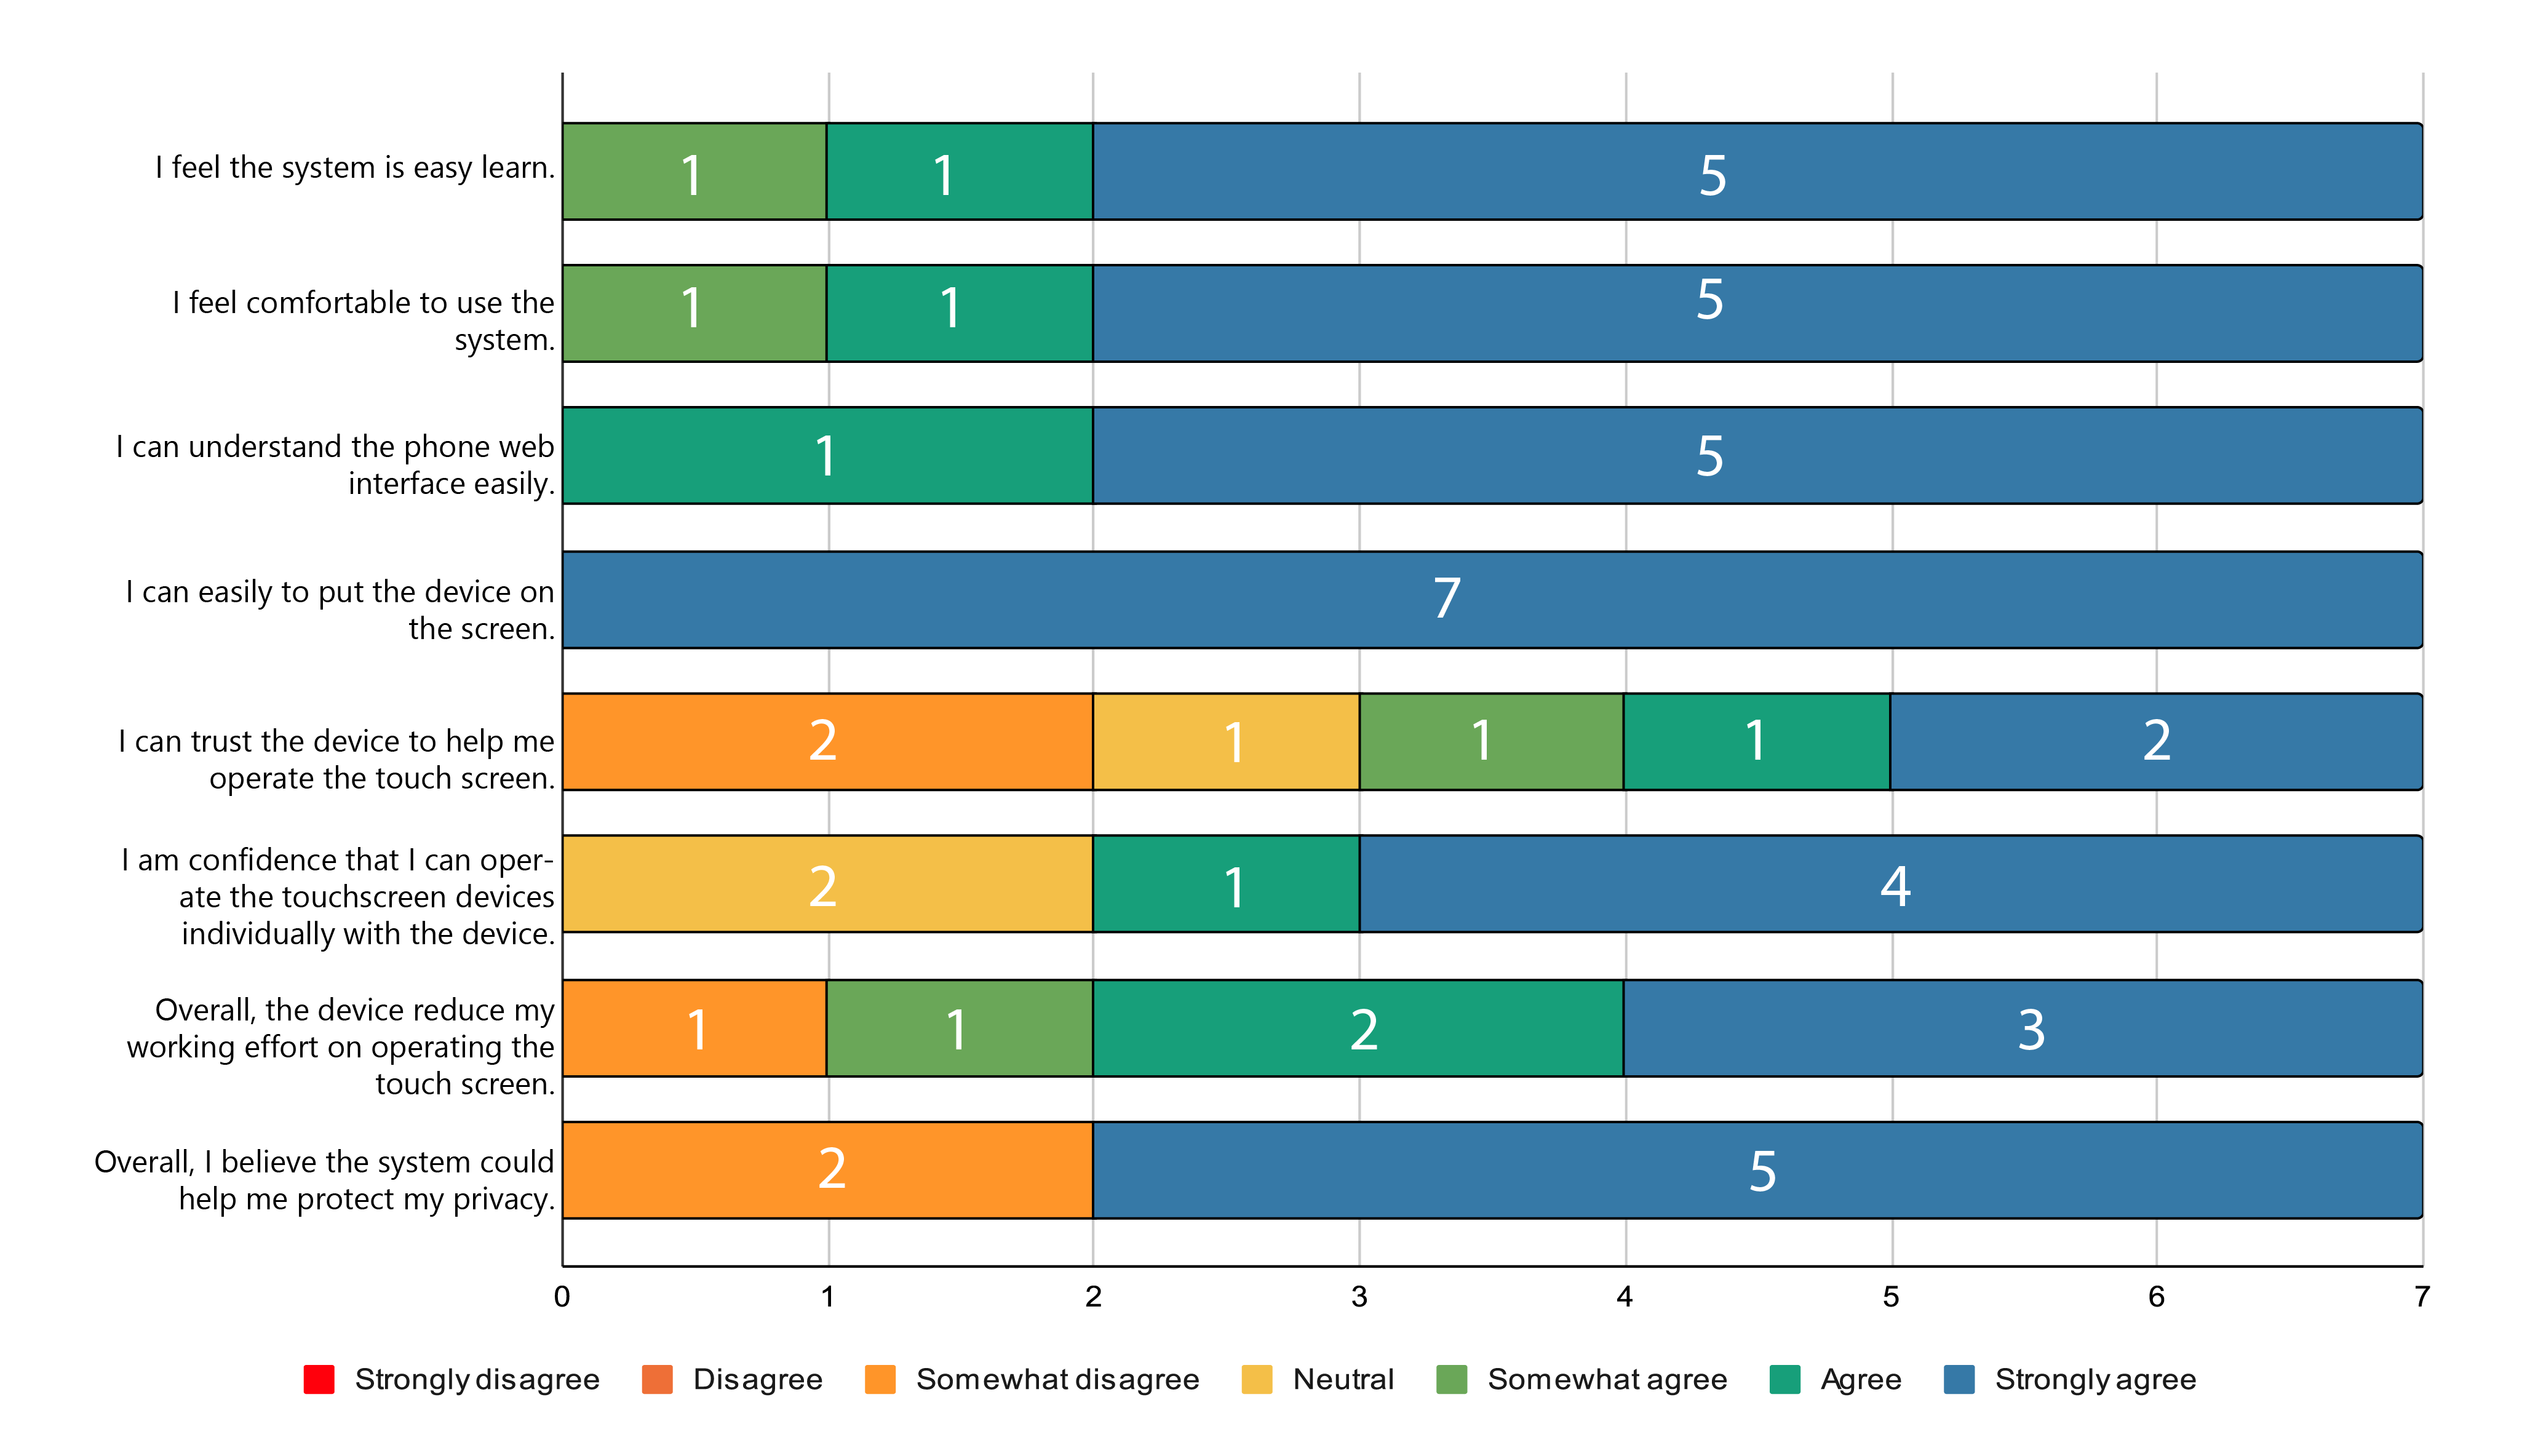 I feel the system is easy learn.
1 1 5
I feel comfortable to use the
system.
1 1 5
I can understand the phone web
interface easily.
1 5
I can easily to put the device on
the screen.
7
I can trust the device to help me
operate the touch screen.
2 1 1 1 2
I am confidence that I can oper-
ate the touchscreen devices
individually with the device.
2 1 4
Overall, the device reduce my
working effort on operating the
touch screen.
1 1 2 3
Overall, I believe the system could
help me protect my privacy.
2 5
0 1 2 3 4 5 6 7
Strongly disagree Disagree Somewhat disagree Neutral Somewhat agree Agree Strongly agree